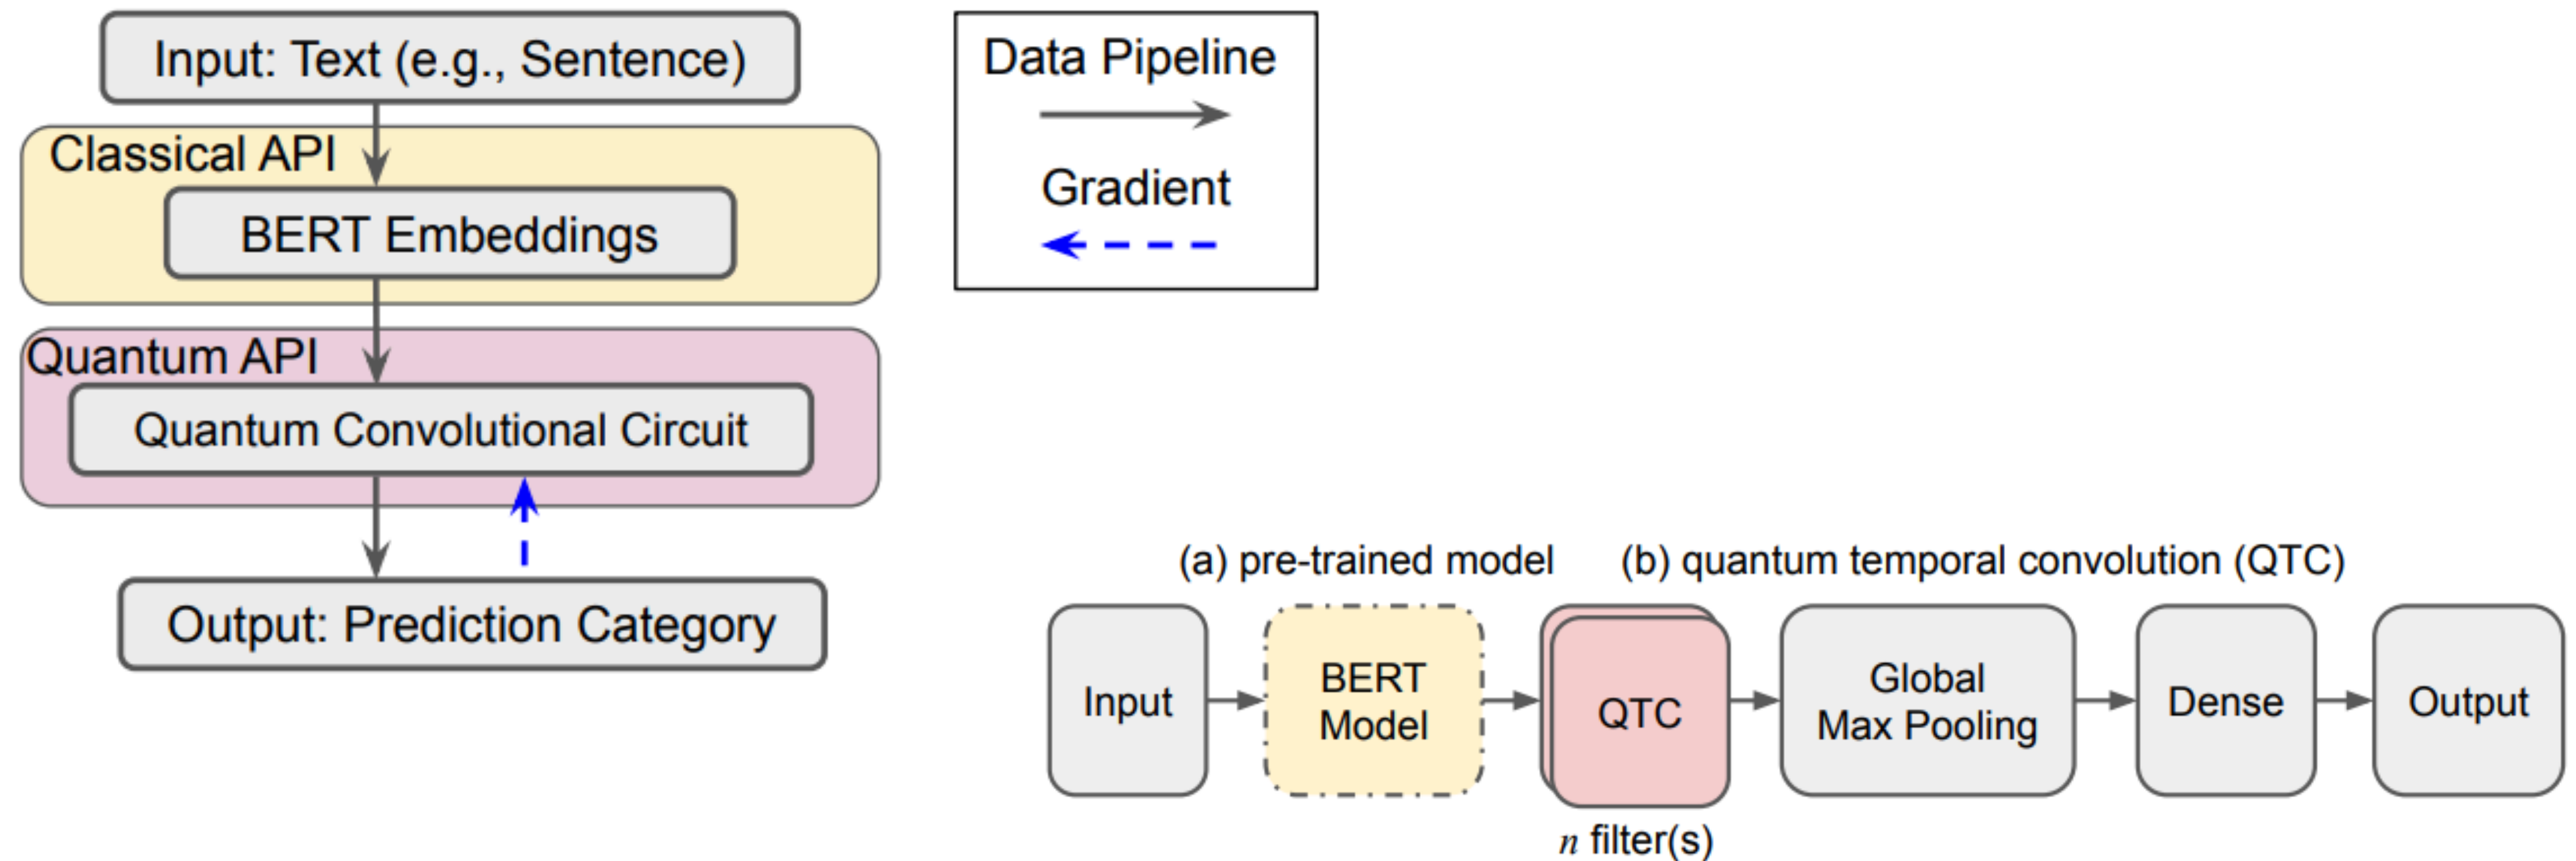 Input: Text (e.g., Sentence)
Classical API
BERT Embeddings
Quantum API
Quantum Convolutional Circuit
Output: Prediction Category
Data Pipeline
Gradient
(a) pre-trained model
(b) quantum temporal convolution (QTC)
Input
BERT
Model
QTC
n filter(s)
Global
Max Pooling
Dense
Output